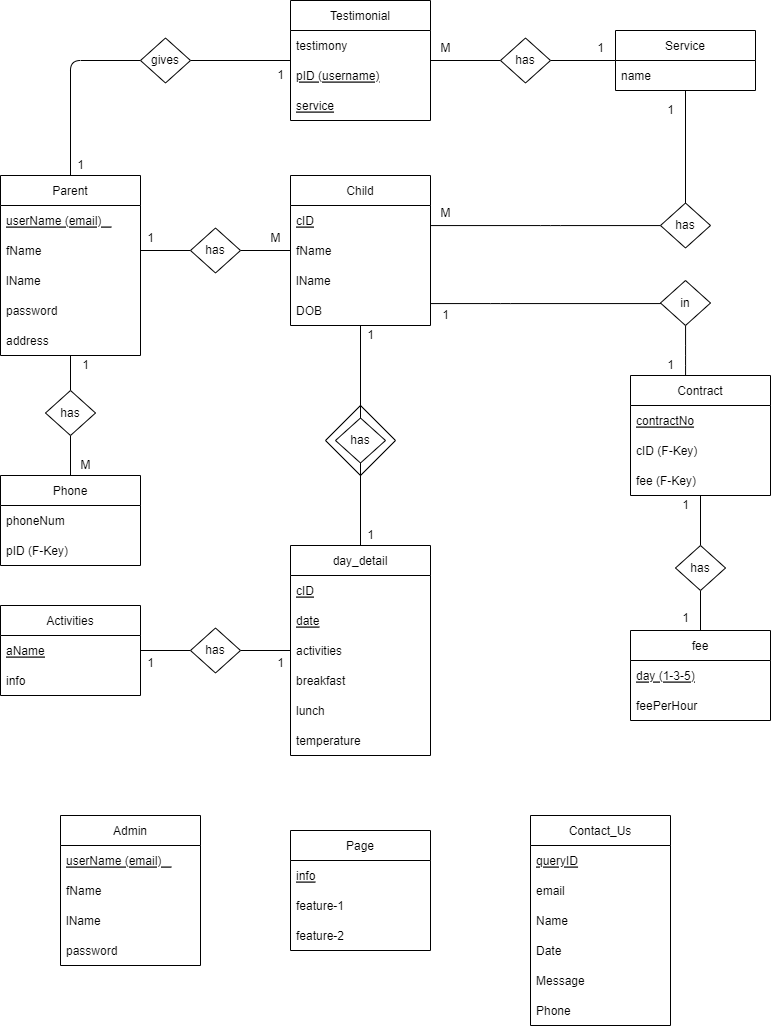 Testimonial
testimony
pID (username)
service
gives
1
1
M
has
1
Service
name
1
Parent
userName (email)
fName
lName
password
address
1
has
M
Child
cID
fName
lName
DOB
M
has
1
in
1
1
has
M
Phone
phoneNum
pID (F-Key)
1
has
1
Contract
contractNo
cID (F-Key)
fee (F-Key)
1
has
1
fee
day (1-3-5)
feePerHour
day_detail
cID
date
activities
breakfast
lunch
temperature
Activities
aName
info
1
has
1
Admin
userName (email)
fName
lName
password
Page
info
feature-1
feature-2
Contact_Us
queryID
email
Name
Date
Message
Phone